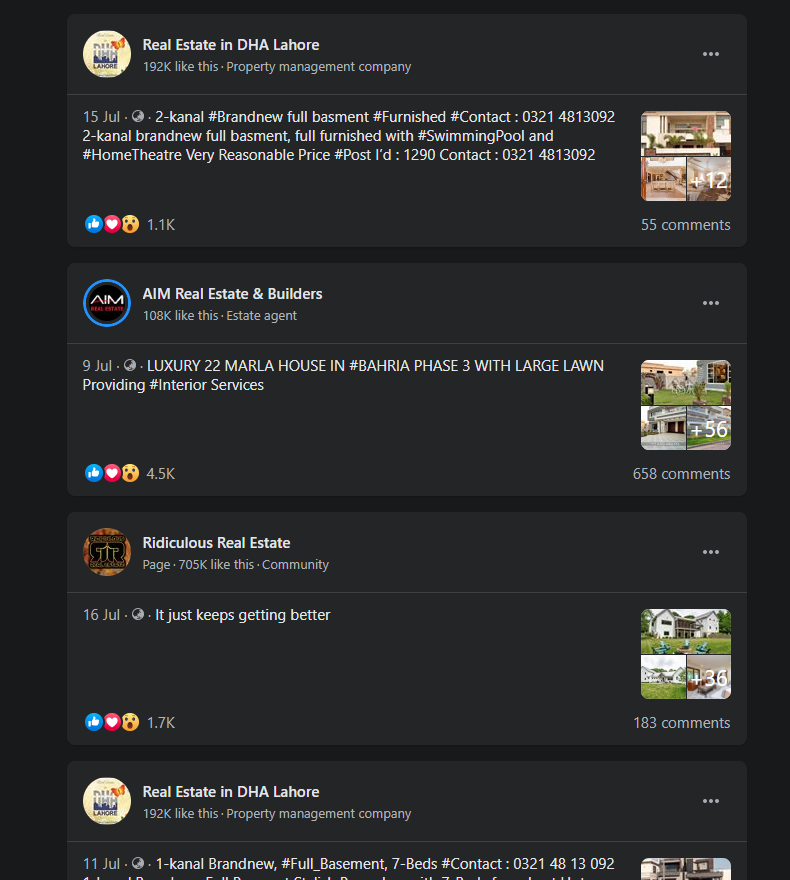 Real Estate in DHA Lahore
192K like this · Property management company
15 Jul · · 2-kanal #Brandnew full basment #Furnished #Contact : 0321 4813092
2-kanal brandnew full basment, full furnished with #SwimmingPool and
#HomeTheatre Very Reasonable Price #Post I'd : 1290 Contact : 0321 4813092
+12
1.1K
55 comments
AIM
REAL ESTATE
AIM Real Estate & Builders
108K like this · Estate agent
9 Jul · · LUXURY 22 MARLA HOUSE IN #BAHRIA PHASE 3 WITH LARGE LAWN
Providing #Interior Services
+56
4.5K
658 comments
RIDICULOUS
REAL ESTATE
Ridiculous Real Estate
Page · 705K like this · Community
16 Jul · · It just keeps getting better
+36
1.7K
183 comments
DHA
LAHORE
Real Estate in DHA Lahore
192K like this · Property management company
11 Jul · · 1-kanal Brandnew, #Full_Basement, 7-Beds #Contact : 0321 48 13 092